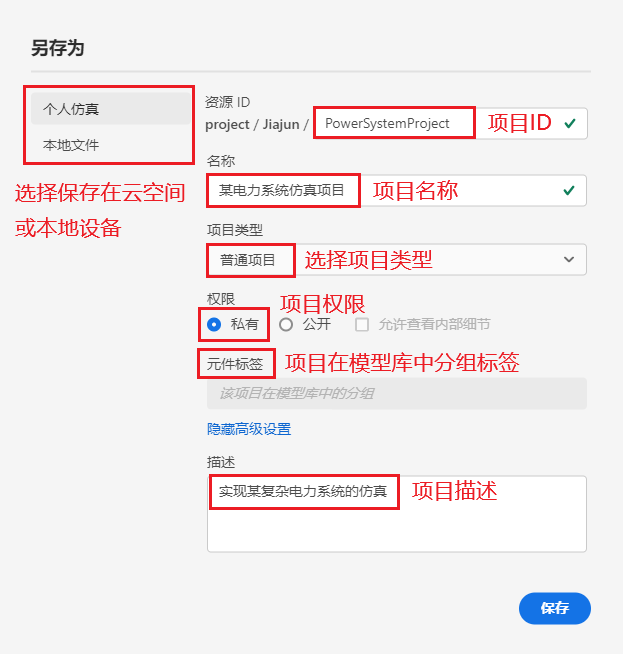 另存为
个人仿真
本地文件
选择保存在云空间
或本地设备
资源 ID
project / Jiajun / PowerSystemProject 项目ID
名称
某电力系统仿真项目 项目名称
项目类型
普通项目 选择项目类型
权限 项目权限
私有 公开 允许查看内部细节
元件标签 项目在模型库中分组标签
该项目在模型库中的分组
隐藏高级设置
描述
实现某复杂电力系统的仿真 项目描述
保存